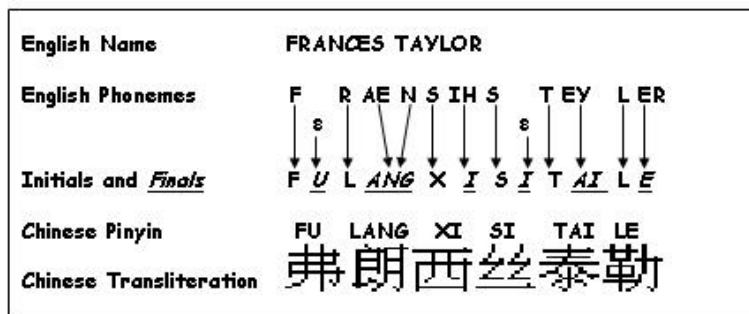 English Name FRANCES TAYLOR
English Phonemes F R AE N S IH S T EY L ER
ε ε
Initials and Finals F U L ANG X I S I T AI L E
Chinese Pinyin FU LANG XI SI TAI LE
Chinese Transliteration 弗朗西丝泰勒